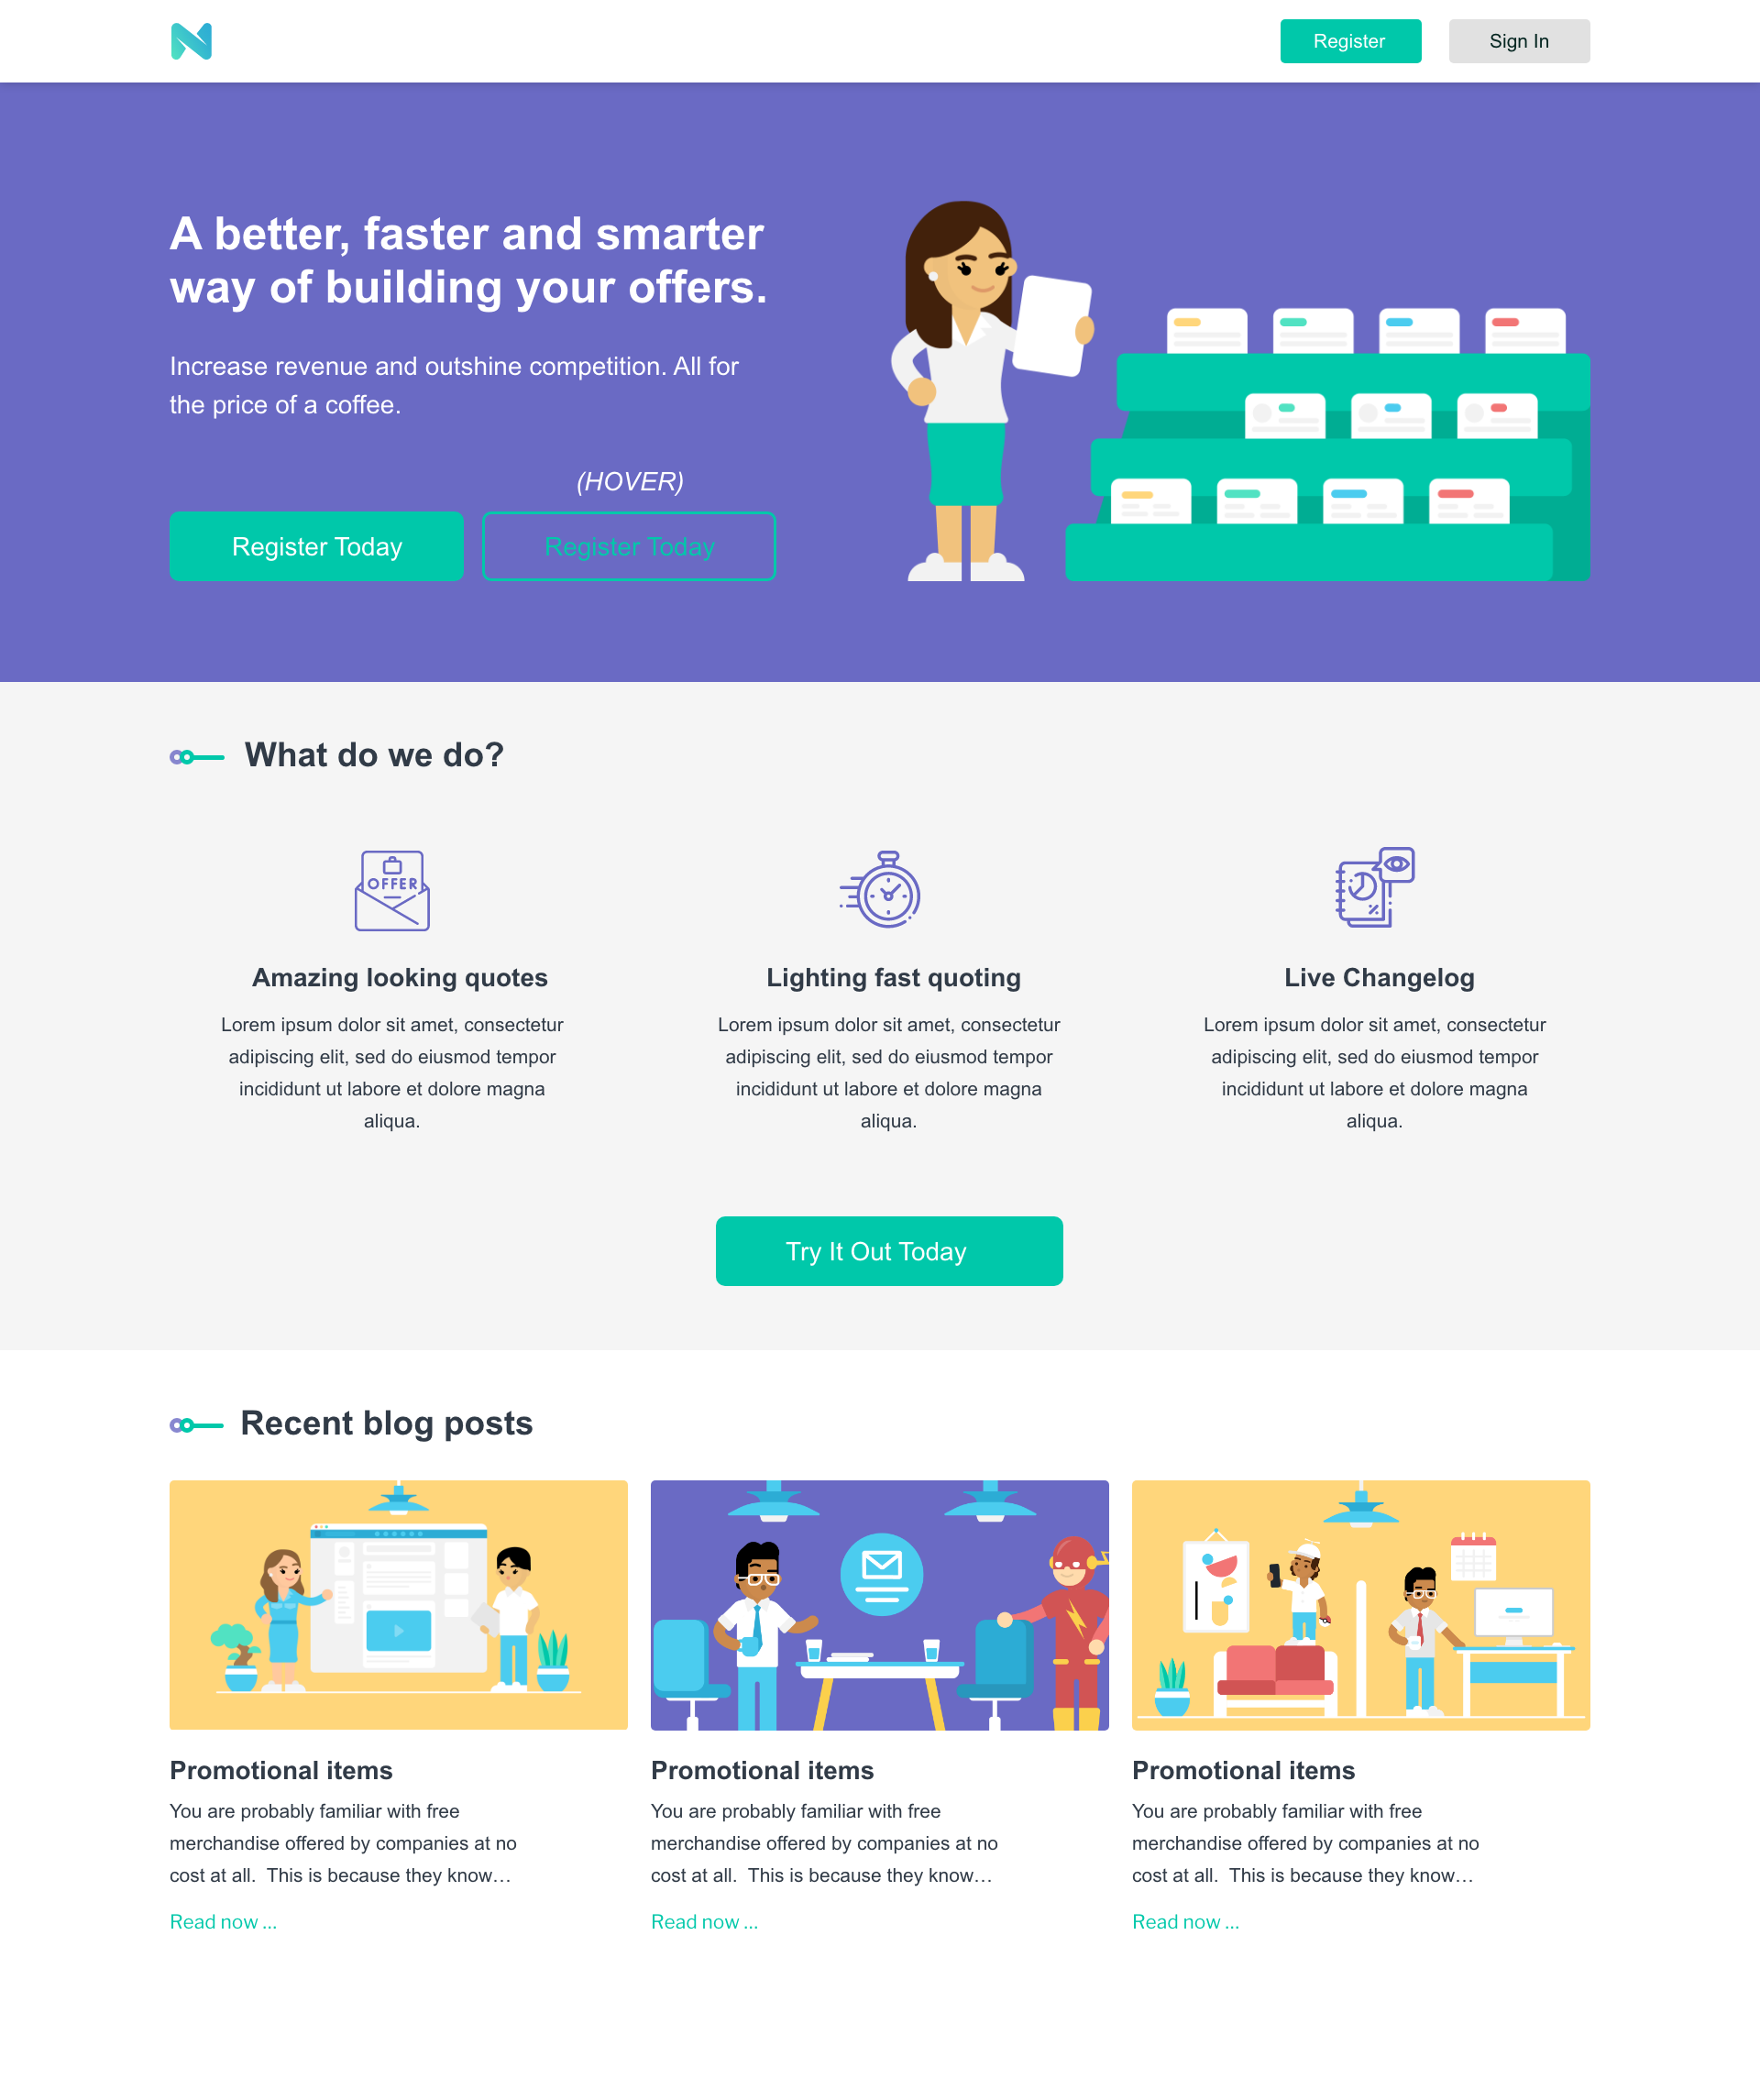 Register
Sign In
A better, faster and smarter
way of building your offers.
Increase revenue and outshine competition. All for
the price of a coffee.
(HOVER)
Register Today
Register Today
What do we do?
OFFER
Amazing looking quotes
Lorem ipsum dolor sit amet, consectetur
adipiscing elit, sed do eiusmod tempor
incididunt ut labore et dolore magna
aliqua.
Lighting fast quoting
Lorem ipsum dolor sit amet, consectetur
adipiscing elit, sed do eiusmod tempor
incididunt ut labore et dolore magna
aliqua.
Live Changelog
Lorem ipsum dolor sit amet, consectetur
adipiscing elit, sed do eiusmod tempor
incididunt ut labore et dolore magna
aliqua.
Try It Out Today
Recent blog posts
Promotional items
You are probably familiar with free
merchandise offered by companies at no
cost at all.  This is because they know…
Read now ...
Promotional items
You are probably familiar with free
merchandise offered by companies at no
cost at all.  This is because they know…
Read now ...
Promotional items
You are probably familiar with free
merchandise offered by companies at no
cost at all.  This is because they know…
Read now ...